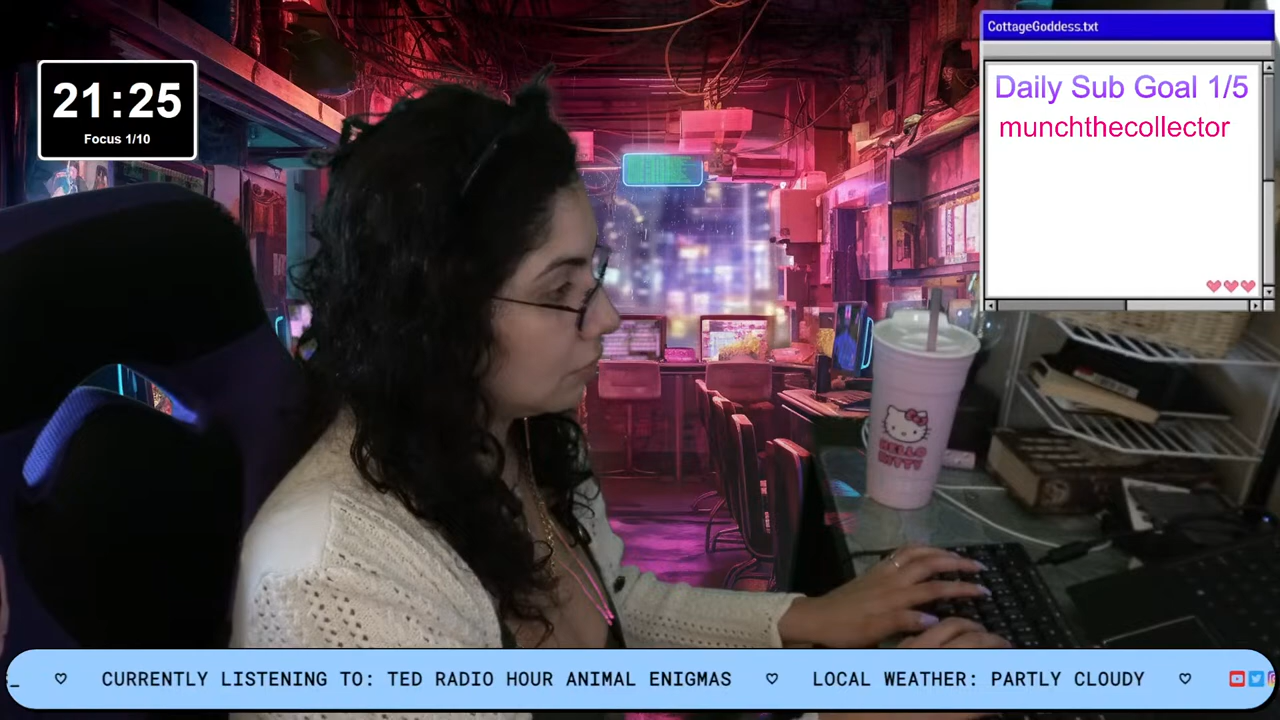 CottageGoddess.txt
21:25
Focus 1/10
Daily Sub Goal 1/5
munchthecollector
HELLO
KITTY
CURRENTLY LISTENING TO: TED RADIO HOUR ANIMAL ENIGMAS
LOCAL WEATHER: PARTLY CLOUDY